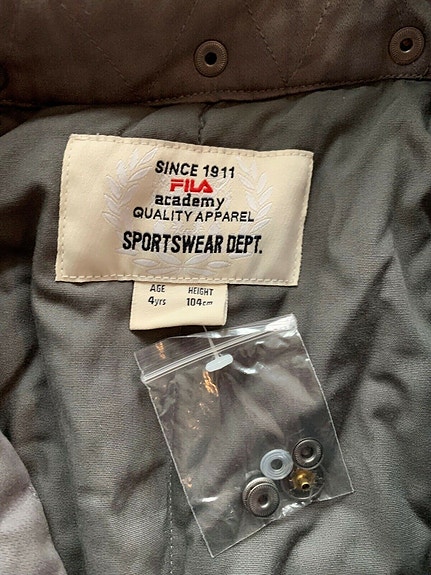 SINCE 1911
FILA
academy
QUALITY APPAREL
SPORTSWEAR DEPT.
AGE HEIGHT
4yrs 104cm